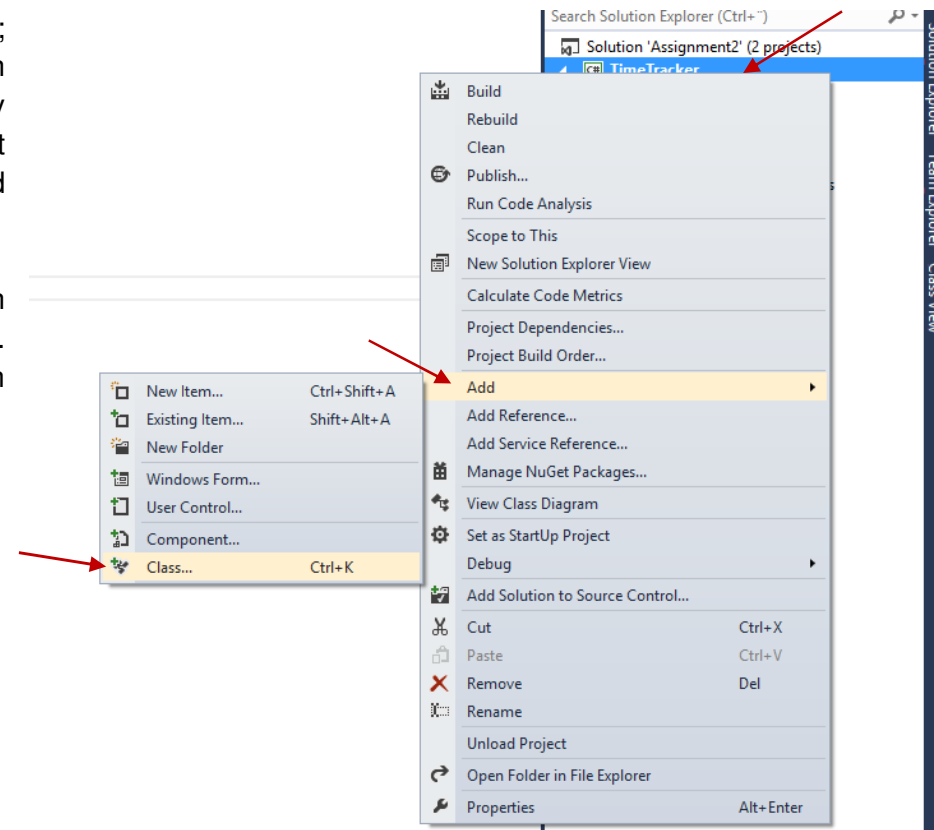 ;
n
y
t
d
n
.
n
Search Solution Explorer (Ctrl+¨)
Solution 'Assignment2' (2 projects)
C# TimeTracker
Build
Rebuild
Clean
Publish...
Run Code Analysis
Scope to This
New Solution Explorer View
Calculate Code Metrics
Project Dependencies...
Project Build Order...
Add
Add Reference...
Add Service Reference...
Manage NuGet Packages...
View Class Diagram
Set as StartUp Project
Debug
Add Solution to Source Control...
Cut Ctrl+X
Paste Ctrl+V
Remove Del
Rename
Unload Project
Open Folder in File Explorer
Properties Alt+Enter
New Item... Ctrl+Shift+A
Existing Item... Shift+Alt+A
New Folder
Windows Form...
User Control...
Component...
Class... Ctrl+K
Solution Explorer
Team Explorer
Class View